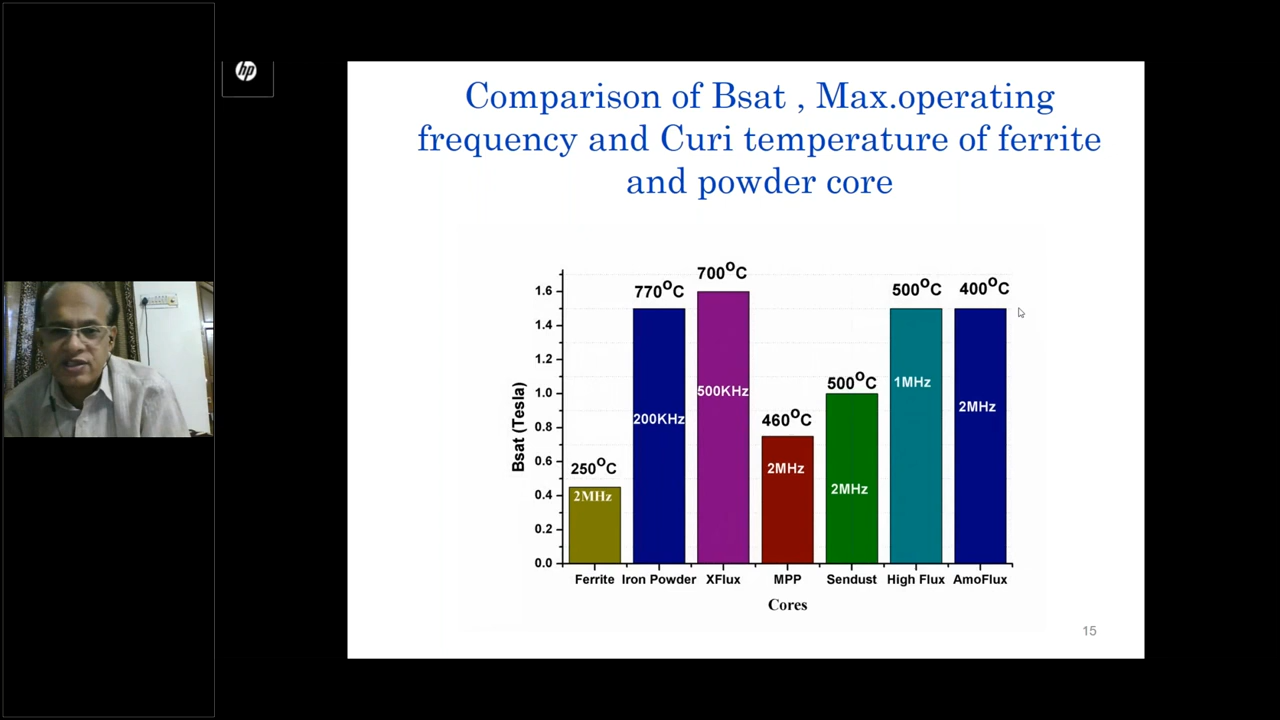 hp
Comparison of Bsat , Max.operating
frequency and Curi temperature of ferrite
and powder core
Bsat (Tesla)
1.6
1.4
1.2
1.0
0.8
0.6
0.4
0.2
0.0
250°C
770°C
700°C
460°C
500°C
500°C
400°C
2MHz
200KHz
500KHz
2MHz
2MHz
1MHz
2MHz
Ferrite Iron Powder XFlux MPP Sendust High Flux AmoFlux
Cores
15